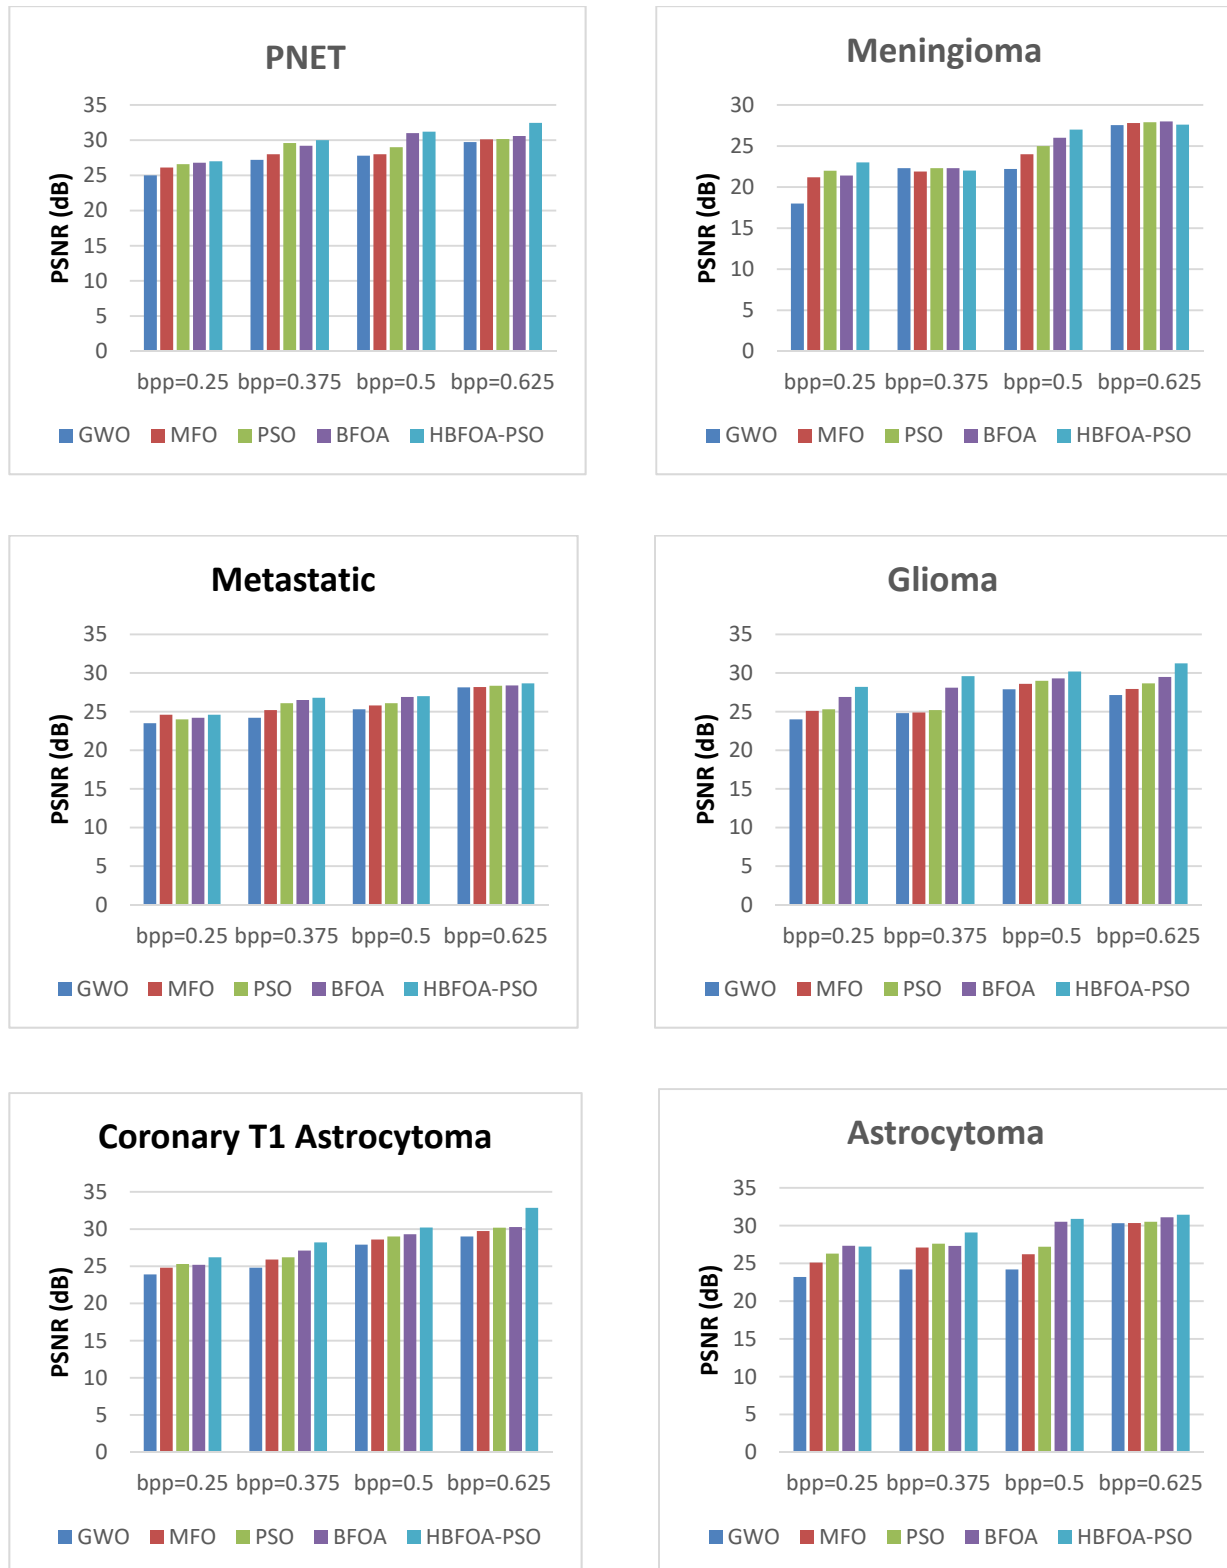 PNET
35
30
25
20
15
10
5
0
PSNR (dB)
bpp=0.25 bpp=0.375 bpp=0.5 bpp=0.625
GWO MFO PSO BFOA HBFOA-PSO
Meningioma
30
25
20
15
10
5
0
PSNR (dB)
bpp=0.25 bpp=0.375 bpp=0.5 bpp=0.625
GWO MFO PSO BFOA HBFOA-PSO
Metastatic
35
30
25
20
15
10
5
0
PSNR (dB)
bpp=0.25 bpp=0.375 bpp=0.5 bpp=0.625
GWO MFO PSO BFOA HBFOA-PSO
Glioma
35
30
25
20
15
10
5
0
PSNR (dB)
bpp=0.25 bpp=0.375 bpp=0.5 bpp=0.625
GWO MFO PSO BFOA HBFOA-PSO
Coronary T1 Astrocytoma
35
30
25
20
15
10
5
0
PSNR (dB)
bpp=0.25 bpp=0.375 bpp=0.5 bpp=0.625
GWO MFO PSO BFOA HBFOA-PSO
Astrocytoma
35
30
25
20
15
10
5
0
PSNR (dB)
bpp=0.25 bpp=0.375 bpp=0.5 bpp=0.625
GWO MFO PSO BFOA HBFOA-PSO